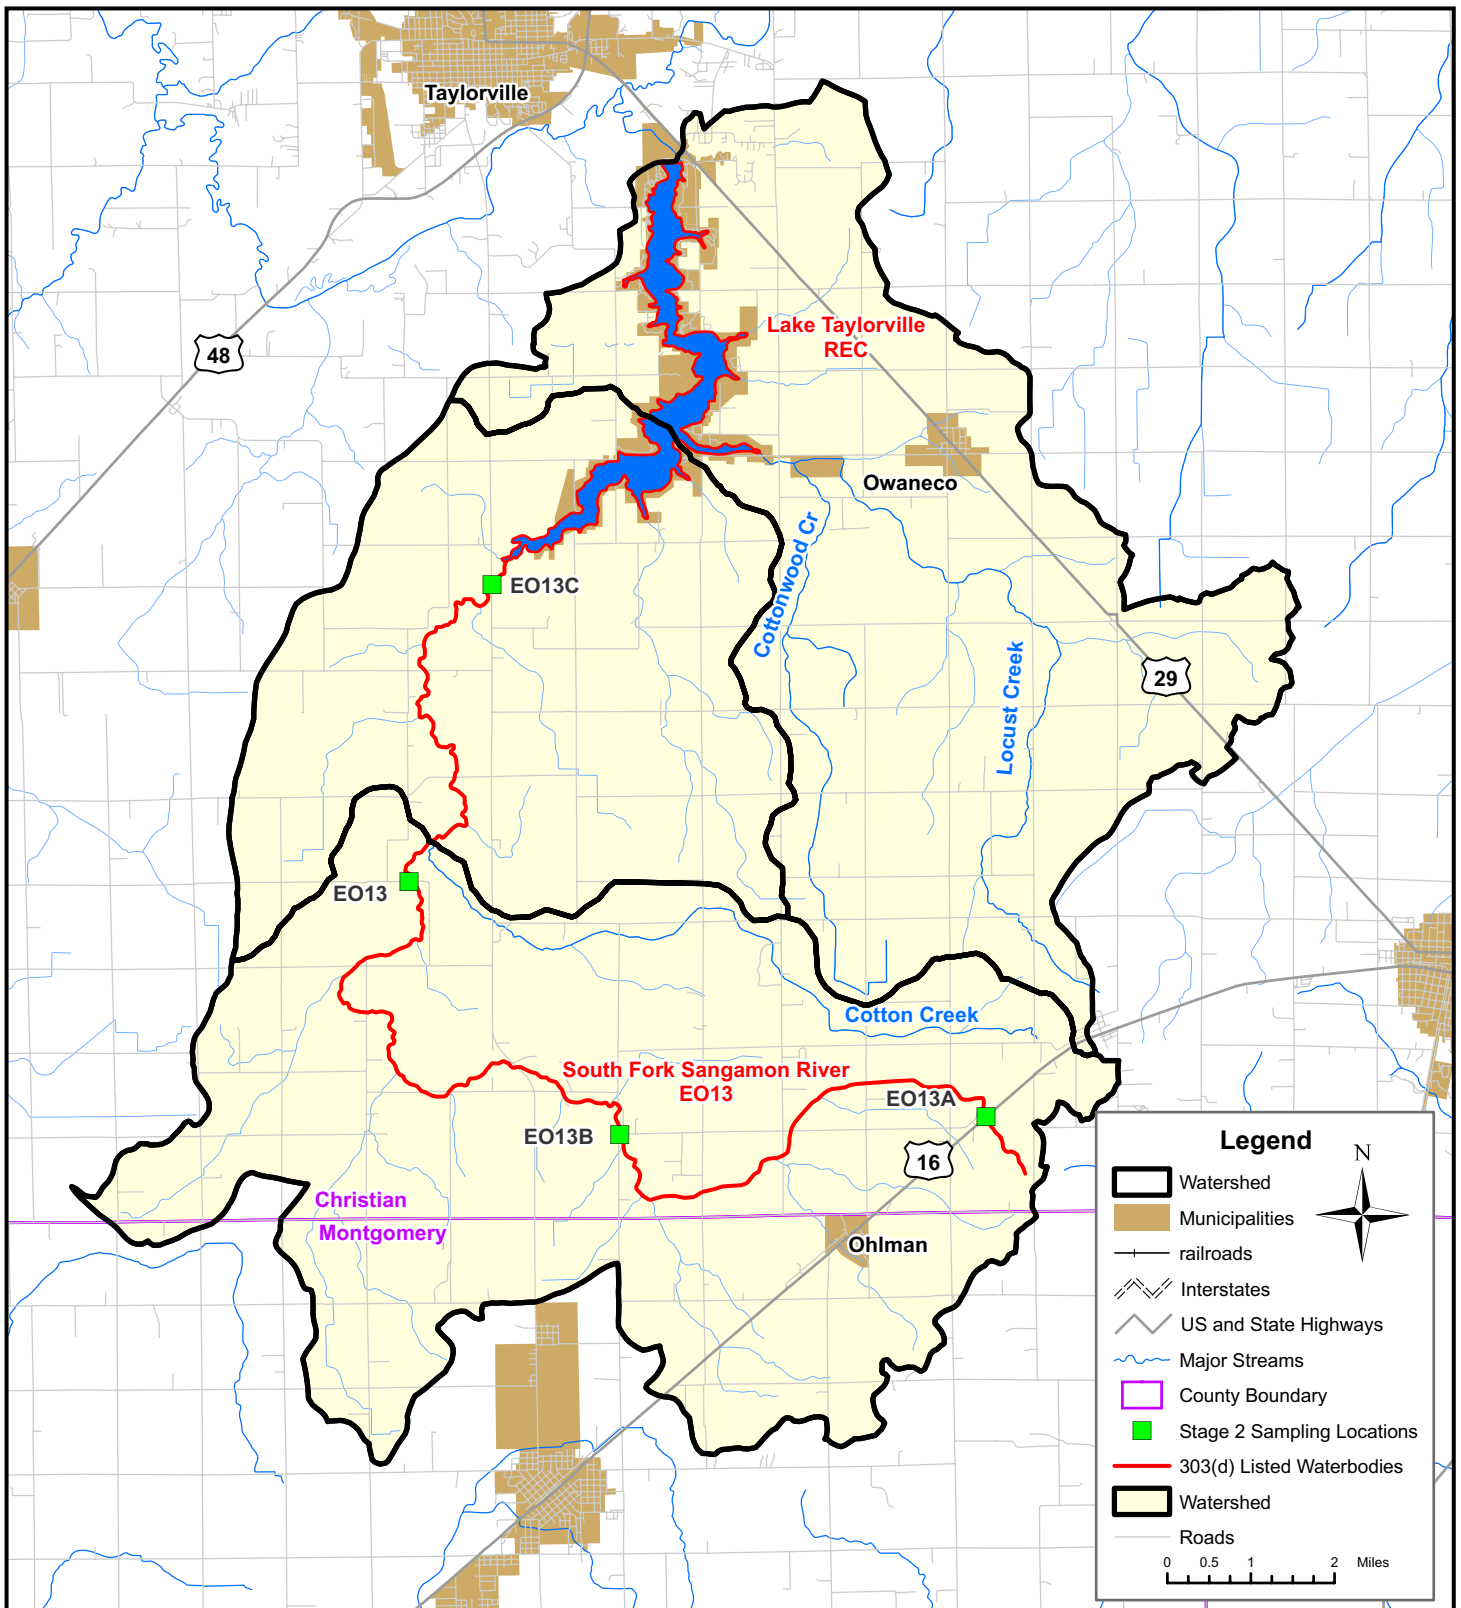 Taylorville
48
Lake Taylorville
REC
Owaneco
Cottonwood Cr
EO13C
Locust Creek
29
EO13
Cotton Creek
South Fork Sangamon River
EO13
EO13A
EO13B
16
Christian
Montgomery
Ohlman
Legend
N
Watershed
Municipalities
railroads
Interstates
US and State Highways
Major Streams
County Boundary
Stage 2 Sampling Locations
303(d) Listed Waterbodies
Watershed
Roads
0 0.5 1 2 Miles